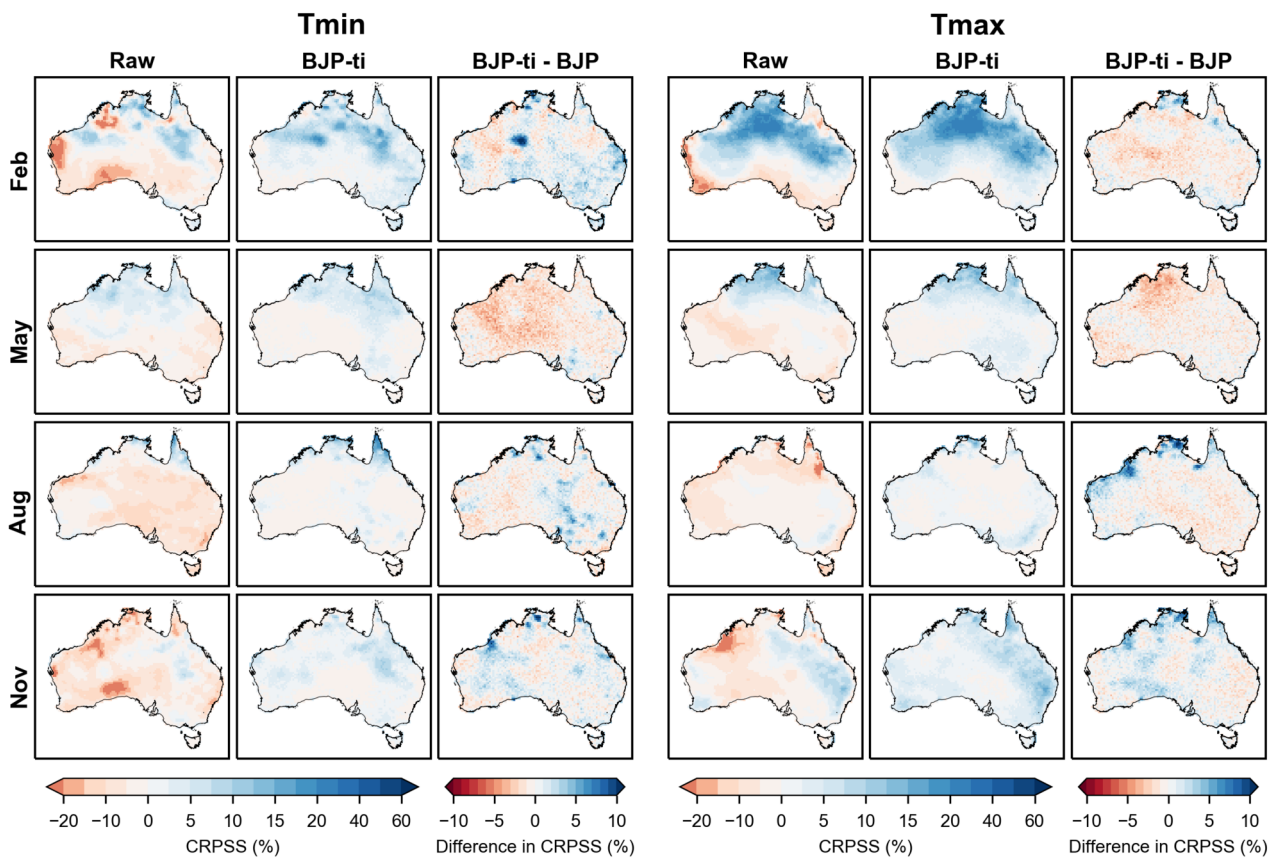 Tmin Tmax
Raw BJP-ti BJP-ti - BJP Raw BJP-ti BJP-ti - BJP
Feb
May
Aug
Nov
−20 −10 0 5 10 15 20 40 60 −10 −5 0 5 10 −20 −10 0 5 10 15 20 40 60 −10 −5 0 5 10
CRPSS (%) Difference in CRPSS (%) CRPSS (%) Difference in CRPSS (%)